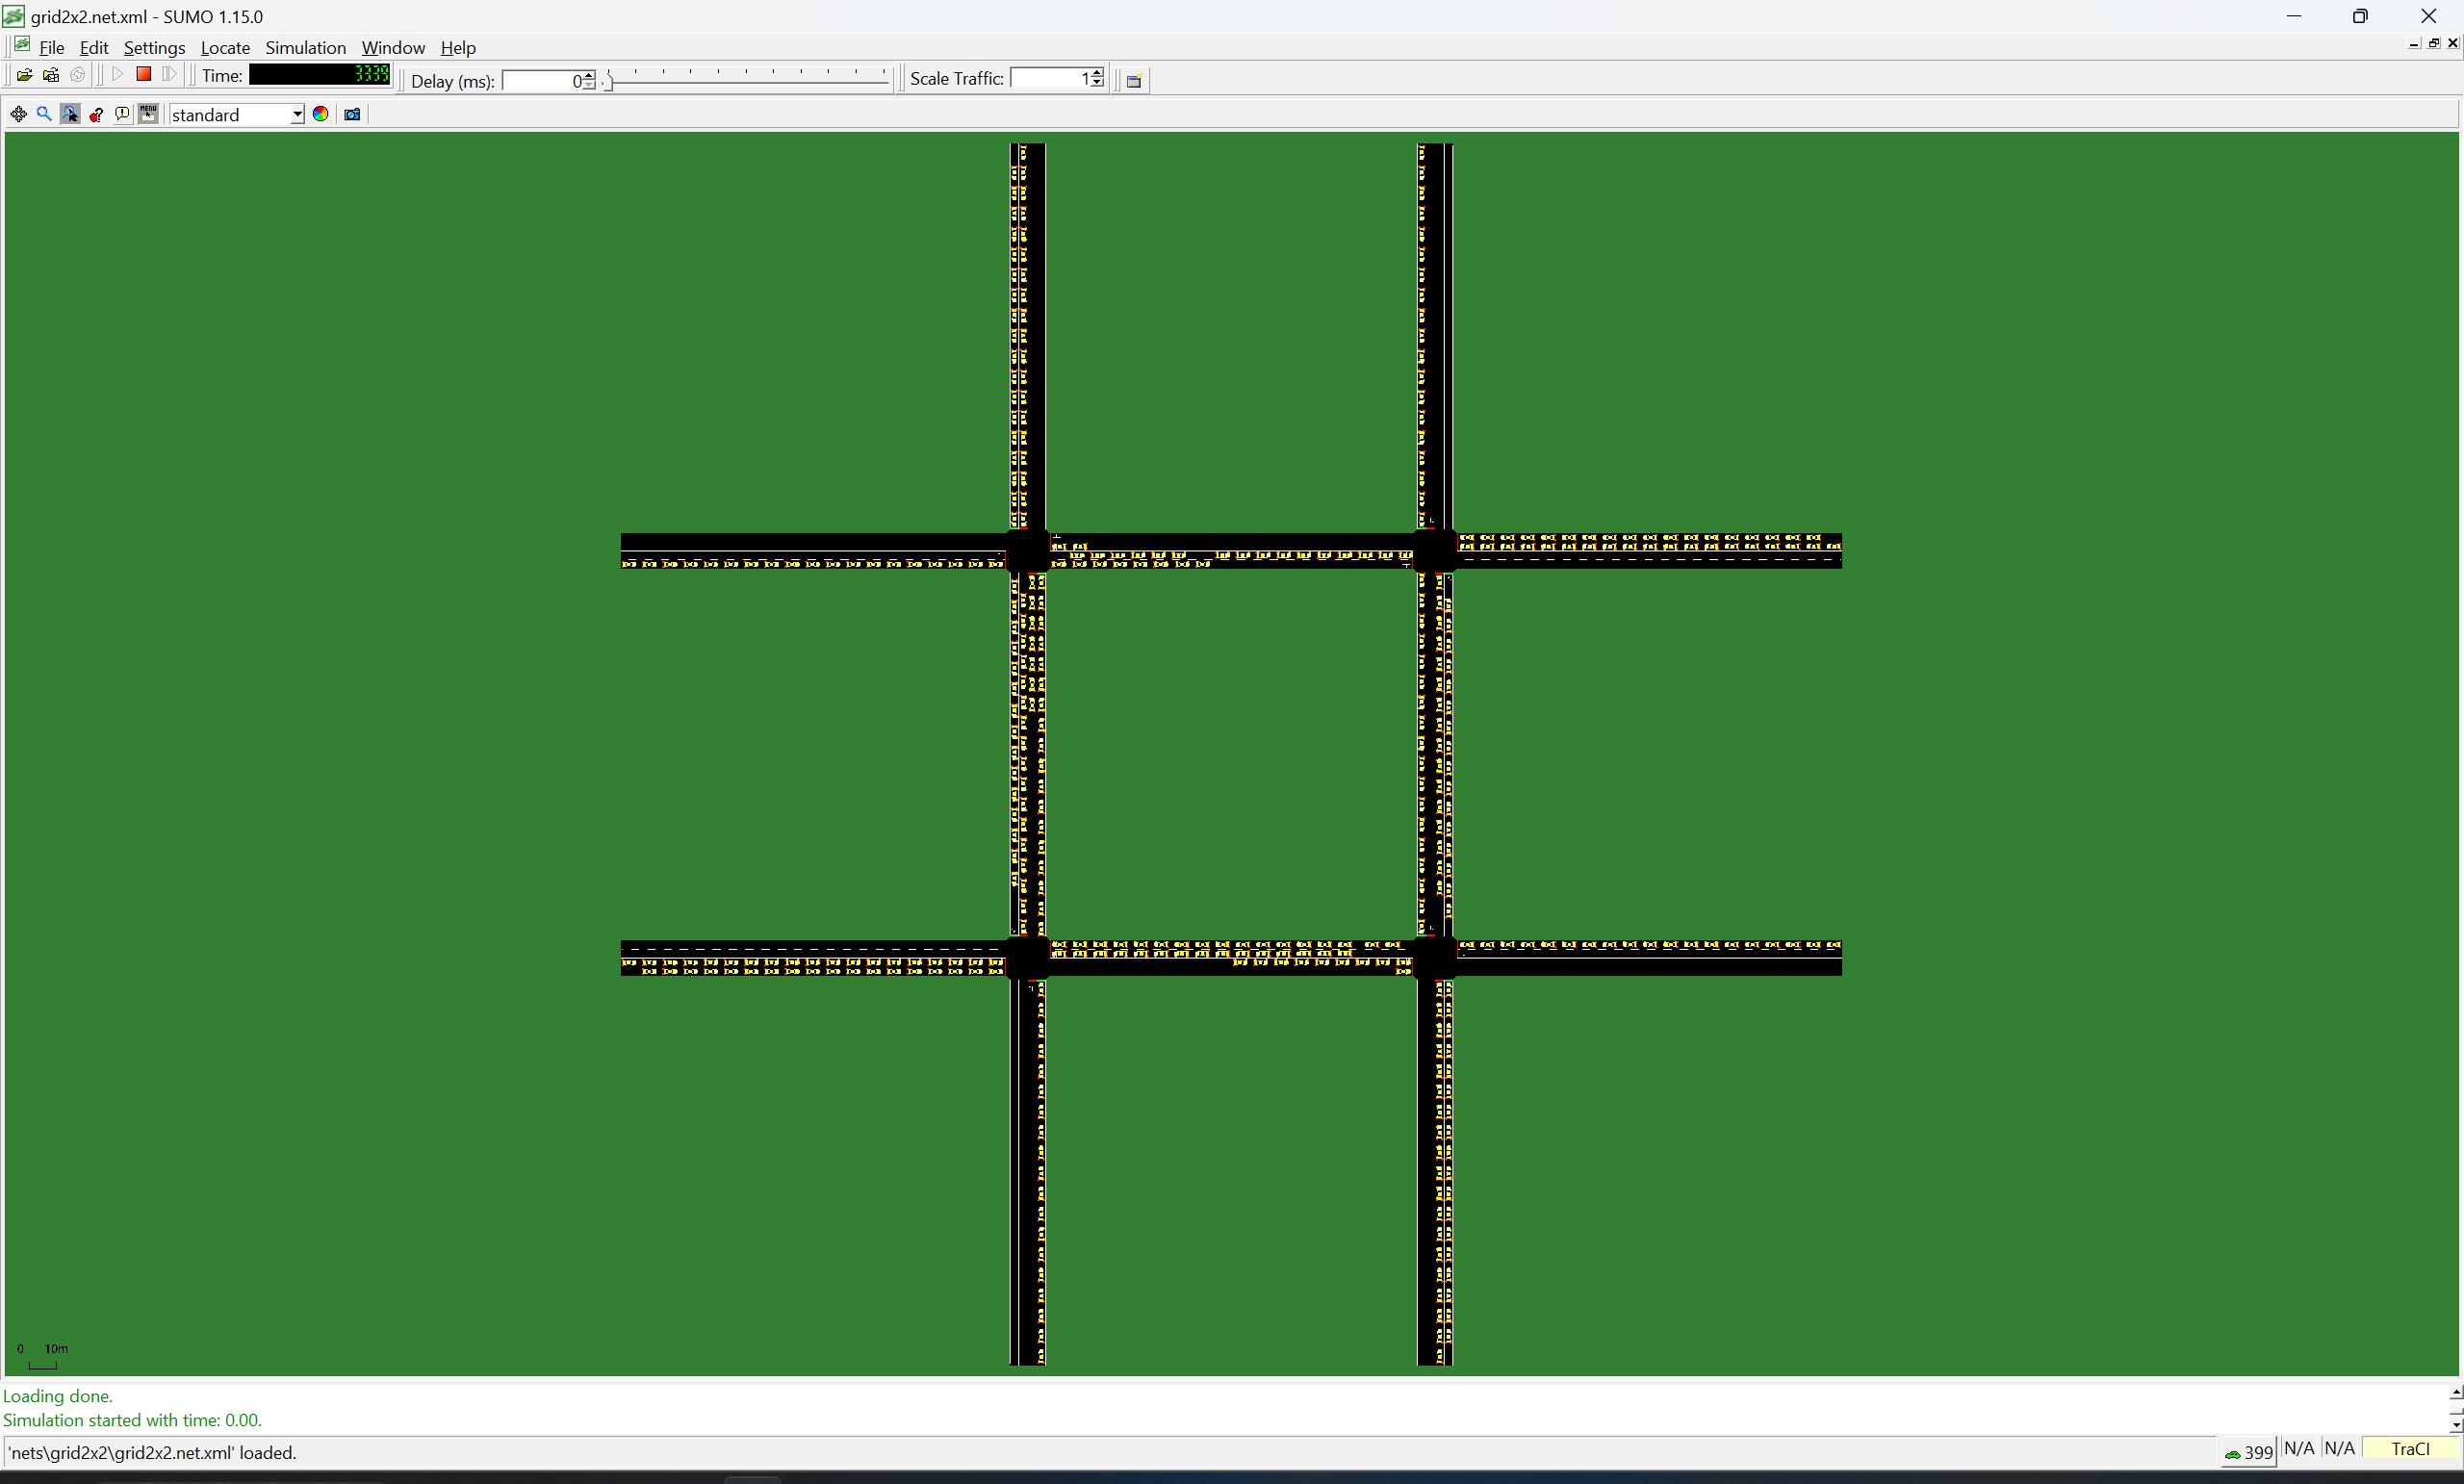 grid2x2.net.xml - SUMO 1.15.0
File Edit Settings Locate Simulation Window Help
Time: 3339 Delay (ms): 0 Scale Traffic: 1
MENU standard
0 10m
Loading done.
Simulation started with time: 0.00.
'nets\grid2x2\grid2x2.net.xml' loaded. 399 N/A N/A TraCI